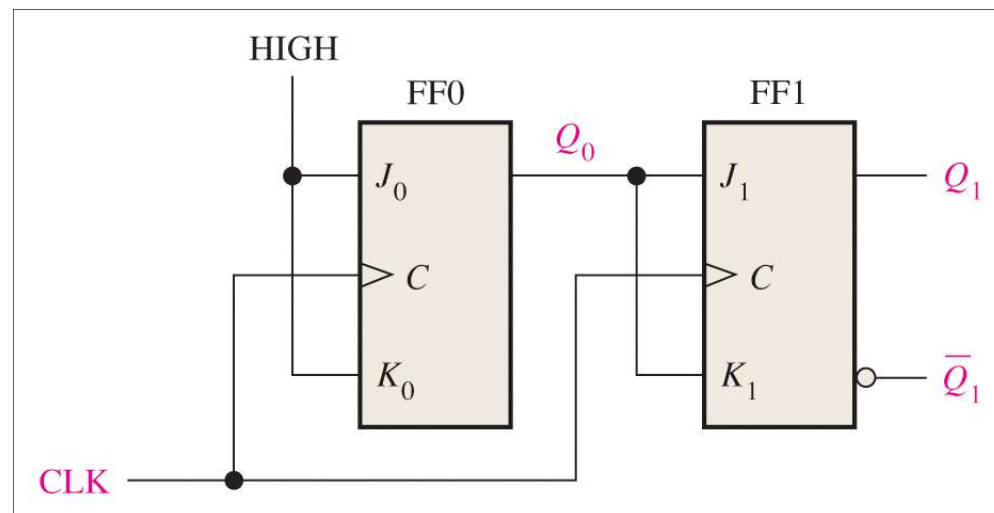 HIGH
FF0 FF1
Q₀
J₀ J₁ Q₁
C C
K₀ K₁ Q̅₁
CLK